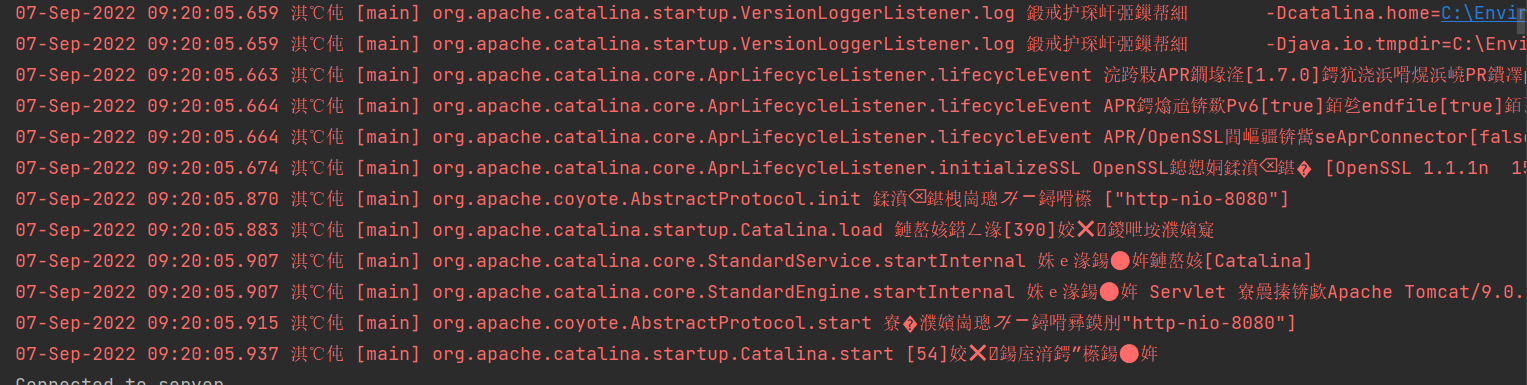 07-Sep-2022 09:20:05.659 淇℃伅 [main] org.apache.catalina.startup.VersionLoggerListener.log 鍛戒护琛屽弬鏁帮細 -Dcatalina.home=C:\Envir
07-Sep-2022 09:20:05.659 淇℃伅 [main] org.apache.catalina.startup.VersionLoggerListener.log 鍛戒护琛屽弬鏁帮細 -Djava.io.tmpdir=C:\Envi
07-Sep-2022 09:20:05.663 淇℃伅 [main] org.apache.catalina.core.AprLifecycleListener.lifecycleEvent 浣跨敤APR鐗堟湰[1.7.0]鍔犺浇浜嗗熀浜嶢PR鐨凾
07-Sep-2022 09:20:05.664 淇℃伅 [main] org.apache.catalina.core.AprLifecycleListener.lifecycleEvent APR鍔熻兘锛欼Pv6[true]銆乻endfile[true]銆
07-Sep-2022 09:20:05.664 淇℃伅 [main] org.apache.catalina.core.AprLifecycleListener.lifecycleEvent APR/OpenSSL閰嶇疆锛歶seAprConnector[false
07-Sep-2022 09:20:05.674 淇℃伅 [main] org.apache.catalina.core.AprLifecycleListener.initializeSSL OpenSSL鎴愬姛鍒濆⌫鍖� [OpenSSL 1.1.1n 15
07-Sep-2022 09:20:05.870 淇℃伅 [main] org.apache.coyote.AbstractProtocol.init 鍒濆⌫鍖栧崗璁ㄥ鐞嗗櫒 ["http-nio-8080"]
07-Sep-2022 09:20:05.883 淇℃伅 [main] org.apache.catalina.startup.Catalina.load 鏈嶅姟鍣ㄥ湪[390]姣❌鍐呭垵濮嬪寲
07-Sep-2022 09:20:05.907 淇℃伅 [main] org.apache.catalina.core.StandardService.startInternal 姝ｅ湪鍚●姩鏈嶅姟[Catalina]
07-Sep-2022 09:20:05.907 淇℃伅 [main] org.apache.catalina.core.StandardEngine.startInternal 姝ｅ湪鍚●姩 Servlet 寮曟搸锛歔Apache Tomcat/9.0.
07-Sep-2022 09:20:05.915 淇℃伅 [main] org.apache.coyote.AbstractProtocol.start 寮�濮嬪崗璁ㄥ鐞嗗彞鏌刐"http-nio-8080"]
07-Sep-2022 09:20:05.937 淇℃伅 [main] org.apache.catalina.startup.Catalina.start [54]姣❌鍚庢湇鍔″櫒鍚●姩
Connected to server